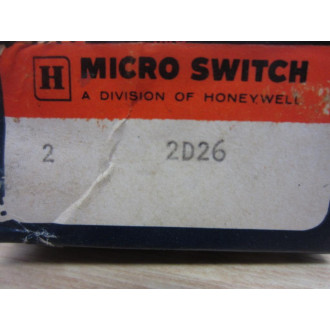 H MICRO SWITCH
A DIVISION OF HONEYWELL
2 2D26